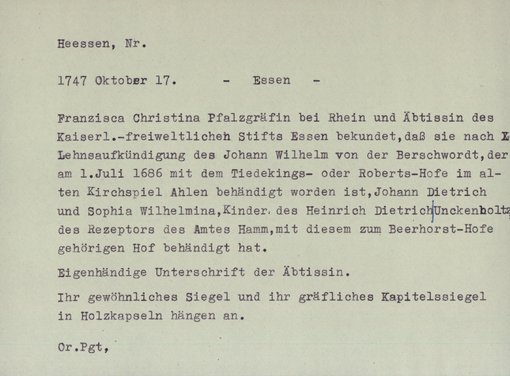 Heessen, Nr.
1747 Oktober 17. - Essen -
Franzisca Christina Pfalzgräfin bei Rhein und Äbtissin des
Kaiserl.-freiweltlichen Stifts Essen bekundet,daß sie nach
Lehnsaufkündigung des Johann Wilhelm von der Berschwordt,der
am 1.Juli 1686 mit dem Tiedekings- oder Roberts-Hofe im al-
ten Kirchspiel Ahlen behändigt worden ist,Johann Dietrich
und Sophia Wilhelmina,Kinder des Heinrich Dietrich Unckenboltz
des Rezeptors des Amtes Hamm,mit diesem zum Beerhorst-Hofe
gehörigen Hof behändigt hat.
Eigenhändige Unterschrift der Äbtissin.
Ihr gewöhnliches Siegel und ihr gräfliches Kapitelssiegel
in Holzkapseln hängen an.
Or.Pgt,